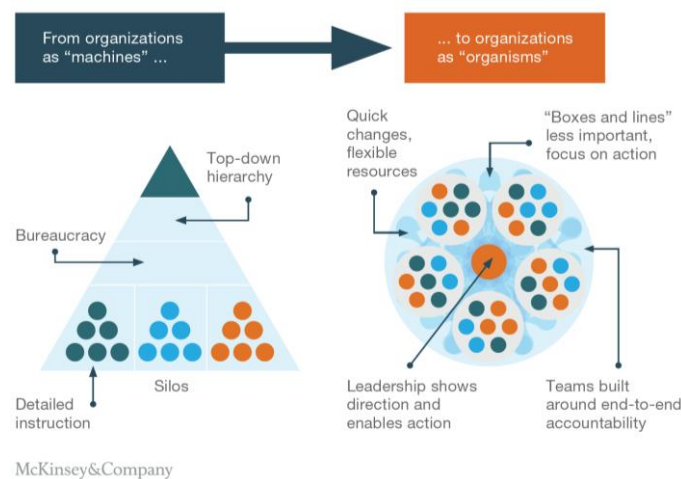 From organizations
as “machines” ...
... to organizations
as “organisms”
Top-down
hierarchy
Bureaucracy
Silos
Detailed
instruction
Quick
changes,
flexible
resources
“Boxes and lines”
less important,
focus on action
Leadership shows
direction and
enables action
Teams built
around end-to-end
accountability
McKinsey&Company